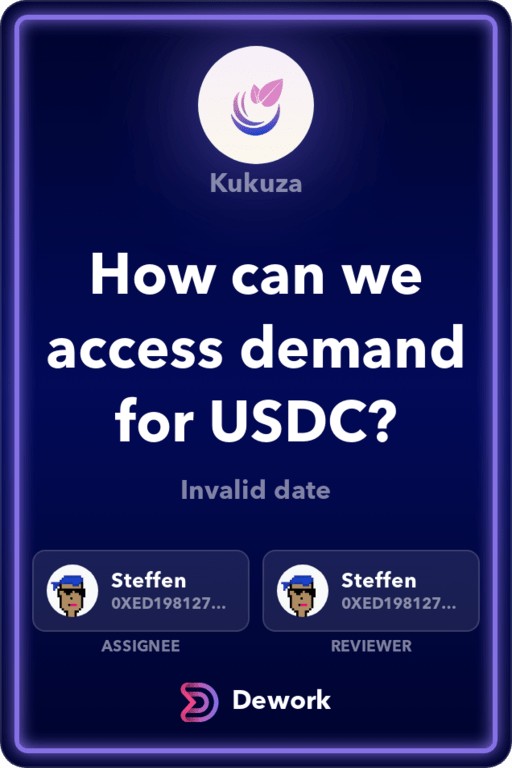 Kukuza
How can we
access demand
for USDC?
Invalid date
Steffen
0XED198127...
ASSIGNEE
Steffen
0XED198127...
REVIEWER
Dework